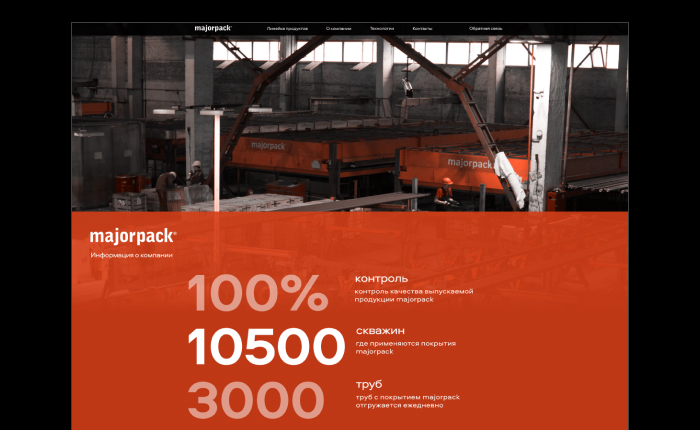 majorpack®
Линейка продуктов
О компании
Технологии
Контакты
Обратная связь
majorpack
majorpack
majorpack®
Информация о компании
100%
контроль
контроль качества выпускаемой
продукции majorpack
10500
скважин
где применяются покрытия
majorpack
3000
труб
труб с покрытием majorpack
отгружается ежедневно